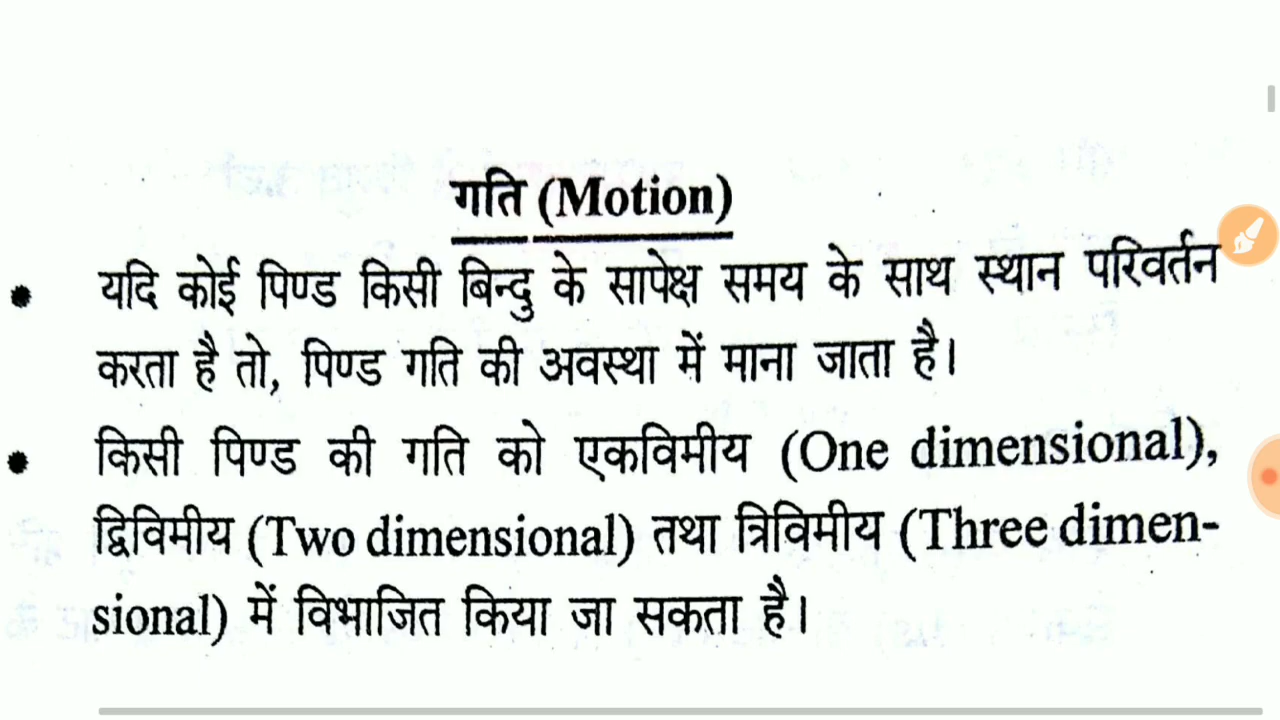 गति (Motion)
यदि कोई पिण्ड किसी बिन्दु के सापेक्ष समय के साथ स्थान परिवर्तन
करता है तो, पिण्ड गति की अवस्था में माना जाता है।
किसी पिण्ड की गति को एकविमीय (One dimensional),
द्विविमीय (Two dimensional) तथा त्रिविमीय (Three dimen-
sional) में विभाजित किया जा सकता है।